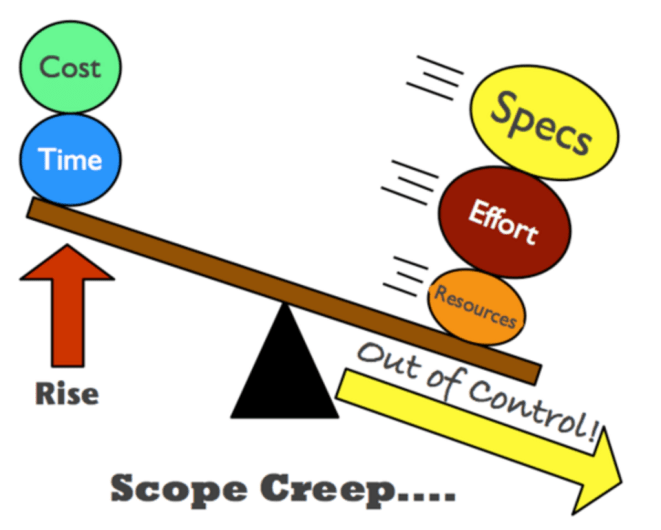 Cost
Time
Specs
Effort
Resources
Rise
Out of Control!
Scope Creep....